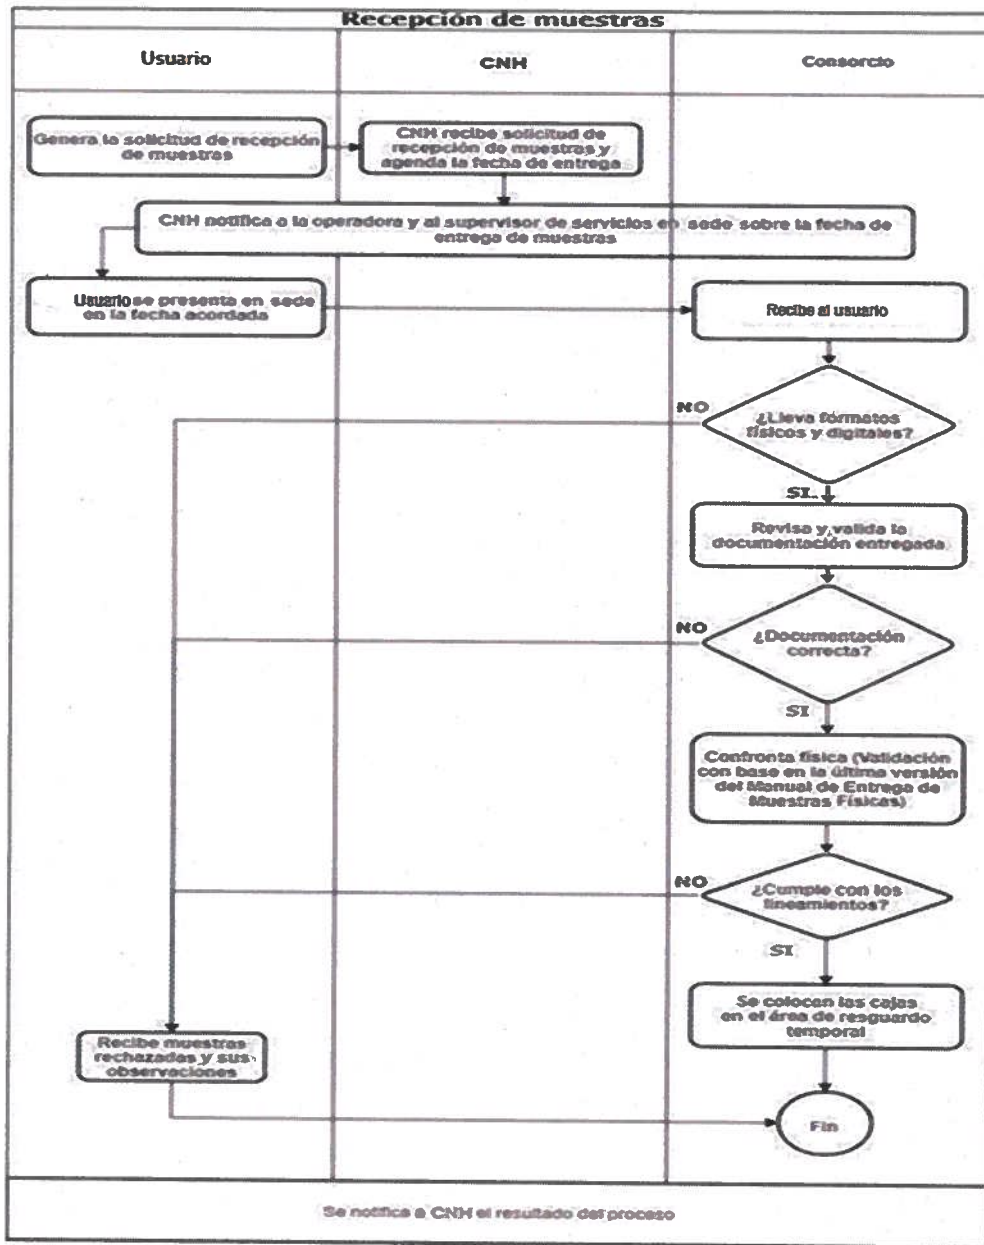 Recepción de muestras
Usuario
CNH
Consorcio
Genera la solicitud de recepción
de muestras
CNH recibe solicitud de
recepción de muestras y
agenda la fecha de entrega
CNH notifica a la operadora y al supervisor de servicios en sede sobre la fecha de
entrega de muestras
Usuario se presenta en sede
en la fecha acordada
Recibe al usuario
¿Lleva formatos
físicos y digitales?
NO
SI
Revisa y valida la
documentación entregada
¿Documentación
correcta?
NO
SI
Confronta física (Validación
con base en la última versión
del Manual de Entrega de
Muestras Físicas)
¿Cumple con los
lineamientos?
NO
SI
Se colocan las cajas
en el área de resguardo
temporal
Recibe muestras
rechazadas y sus
observaciones
Fin
Se notifica a CNH el resultado del proceso